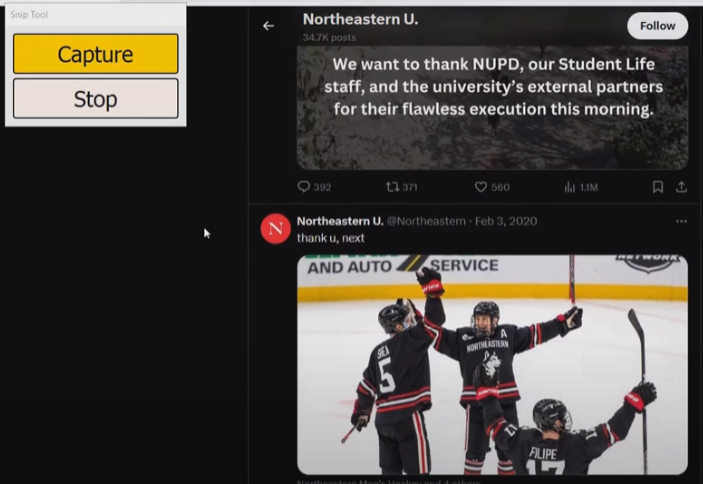 Snip Tool
Capture
Stop
Northeastern U.
34.7K posts
Follow
We want to thank NUPD, our Student Life
staff, and the university's external partners
for their flawless execution this morning.
392 371 560 1.1M
N
Northeastern U. @Northeastern · Feb 3, 2020
thank u, next
AND AUTO SERVICE
NETWORK
A
NORTHEASTERN
SHEA
5
FILIPE
17
Northeastern Men's Hockey and 4 others